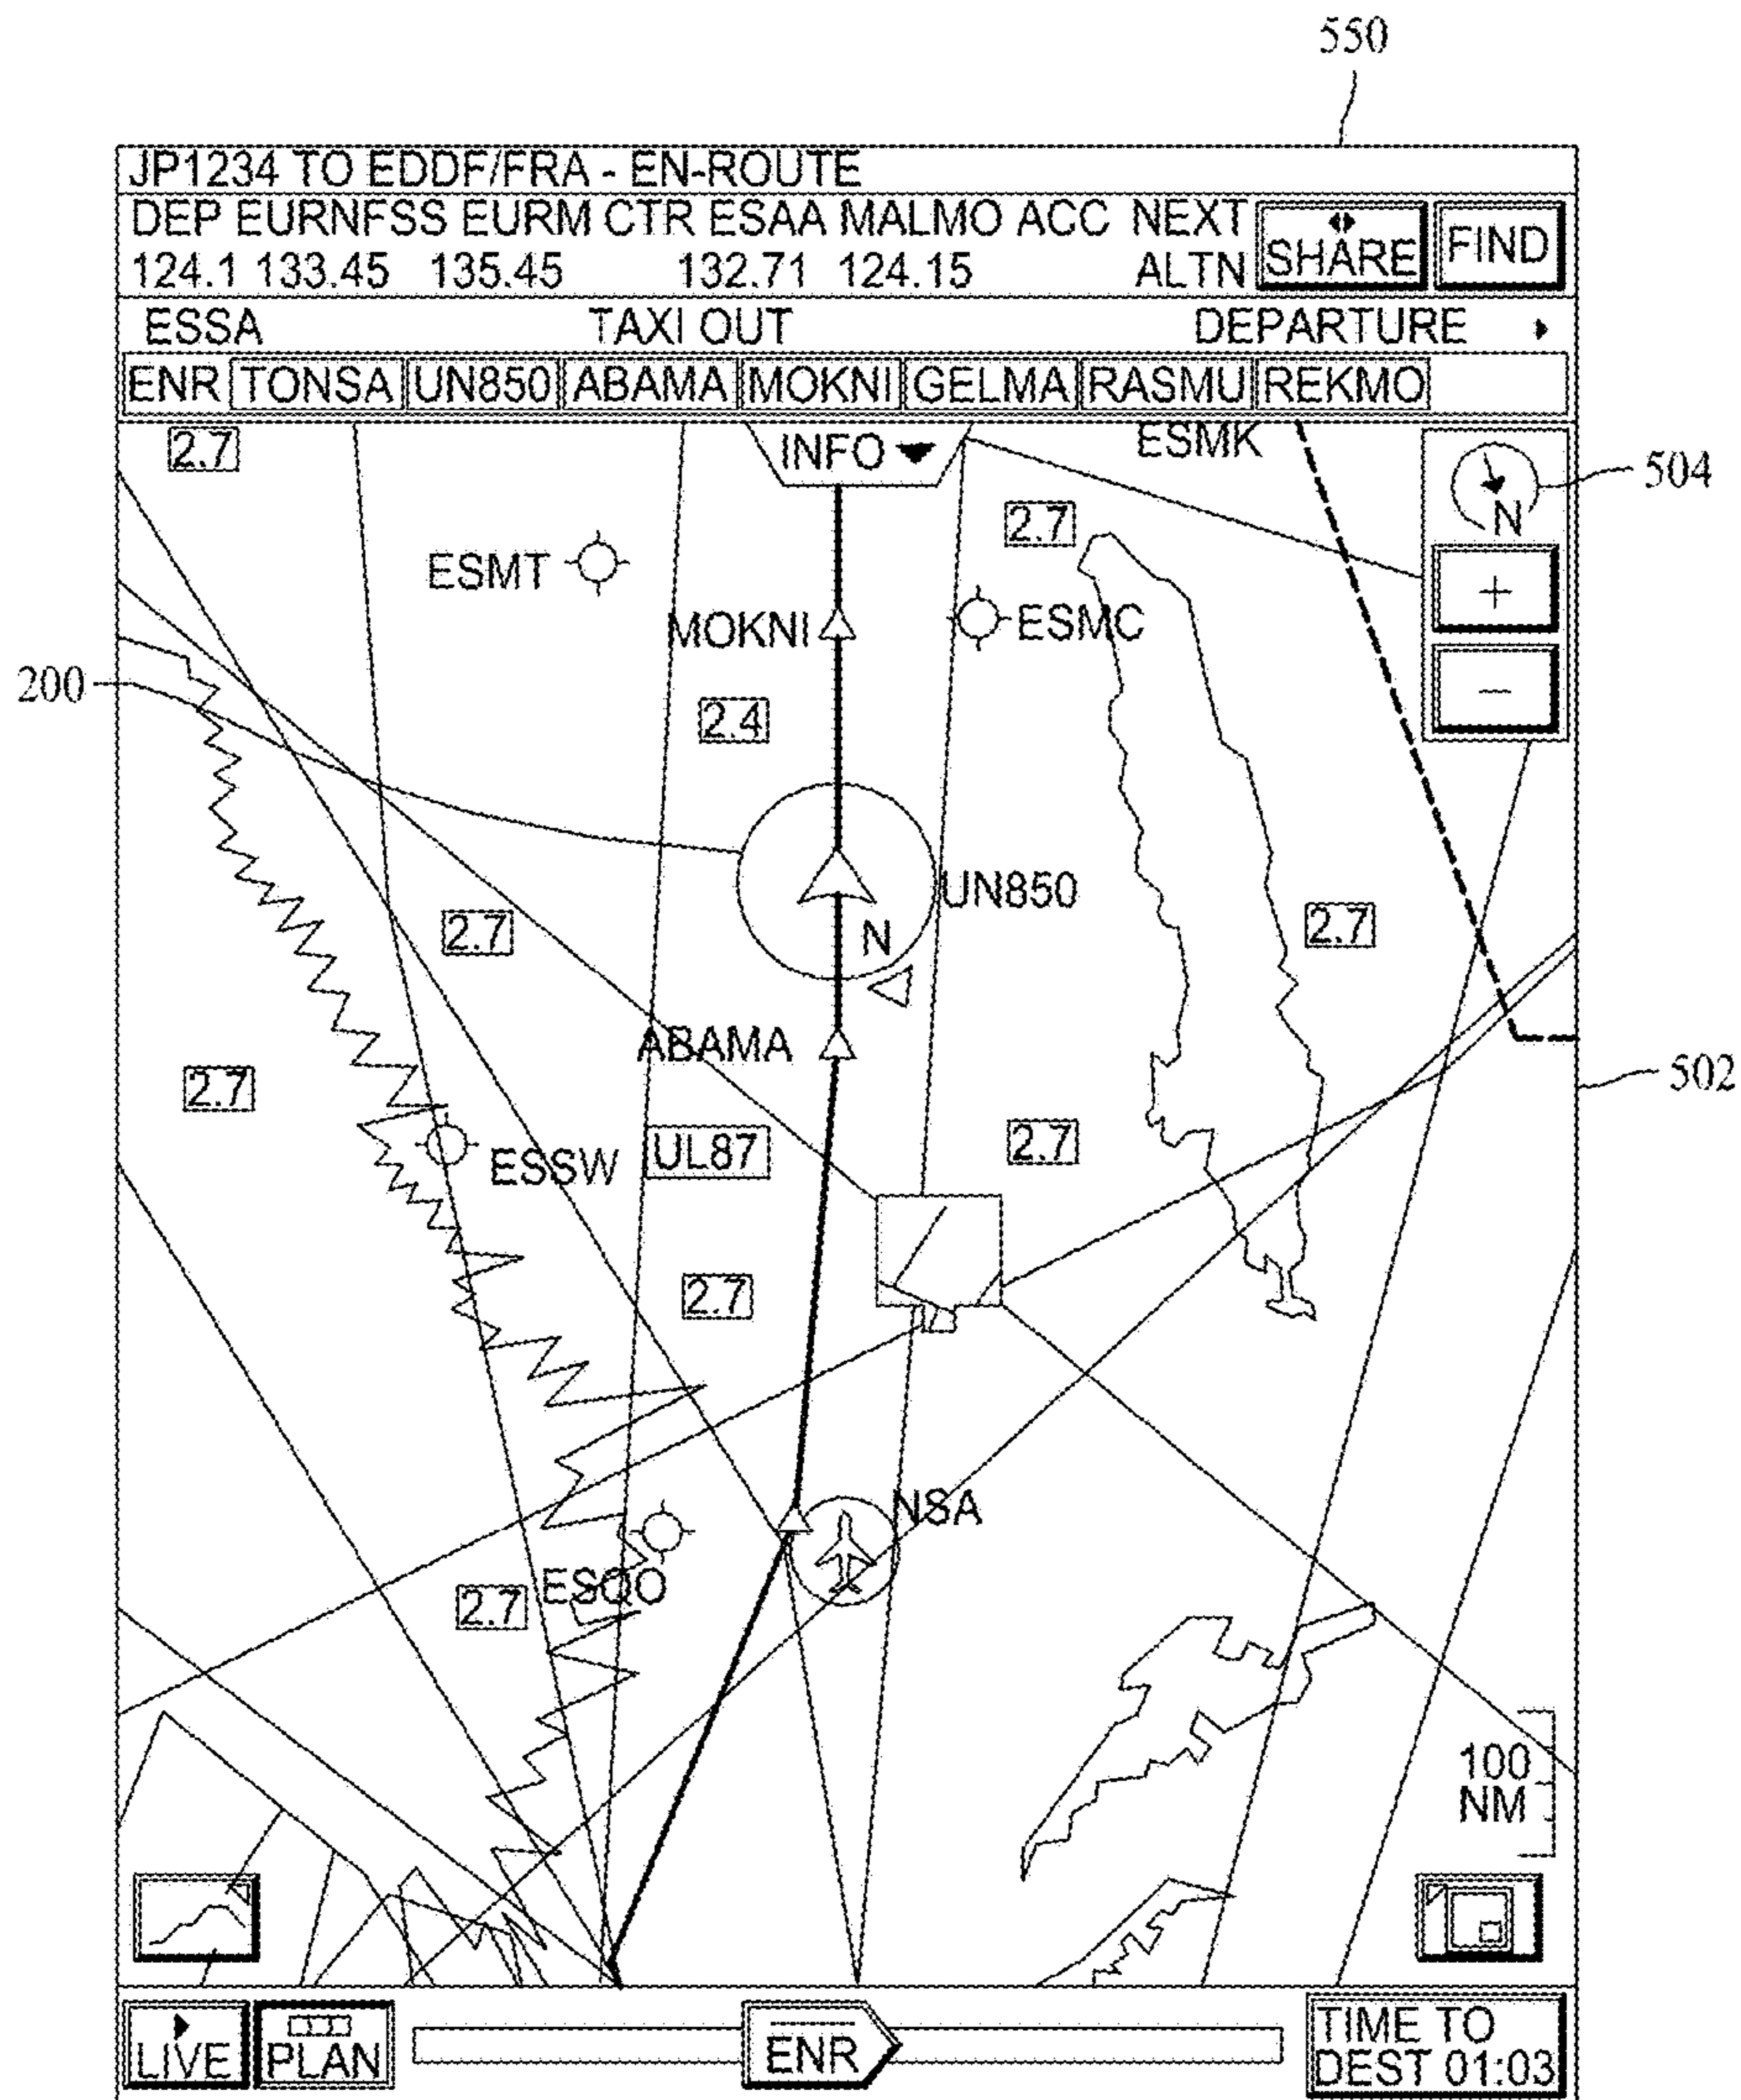 550
JP1234 TO EDDF/FRA - EN-ROUTE
DEP EURNFSS EURM CTR ESAA MALMO ACC NEXT
124.1 133.45 135.45 132.71 124.15 ALTN
SHARE FIND
ESSA TAXI OUT DEPARTURE
ENR TONSA UN850 ABAMA MOKNI GELMA RASMU REKMO
2.7 INFO ESMK
504
N
2.7
ESMT
+
MOKNI ESMC
200
−
2.4
UN850
2.7 N 2.7
ABAMA
502
2.7
2.7
ESSW UL87
2.7
NSA
ESQO
2.7
100
NM
LIVE PLAN ENR
TIME TO
DEST 01:03